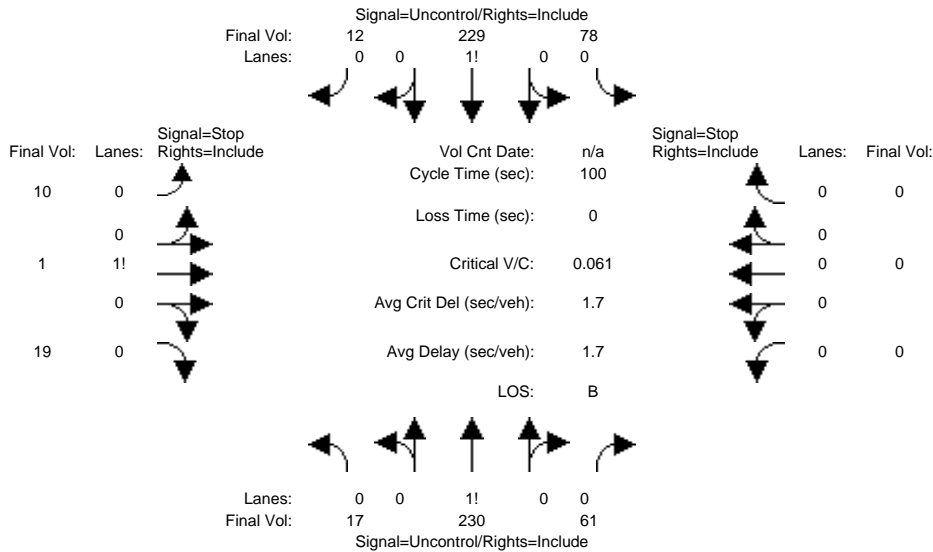 Signal=Uncontrol/Rights=Include
Final Vol: 12 229 78
Lanes: 0 0 1! 0 0
Signal=Stop
Final Vol: Lanes: Rights=Include
Vol Cnt Date: n/a
Signal=Stop
Rights=Include Lanes: Final Vol:
Cycle Time (sec): 100
10 0
0 0
Loss Time (sec): 0
0
0
1 1!
Critical V/C: 0.061
0 0
0
Avg Crit Del (sec/veh): 1.7
0
19 0
Avg Delay (sec/veh): 1.7
0 0
LOS: B
Lanes: 0 0 1! 0 0
Final Vol: 17 230 61
Signal=Uncontrol/Rights=Include